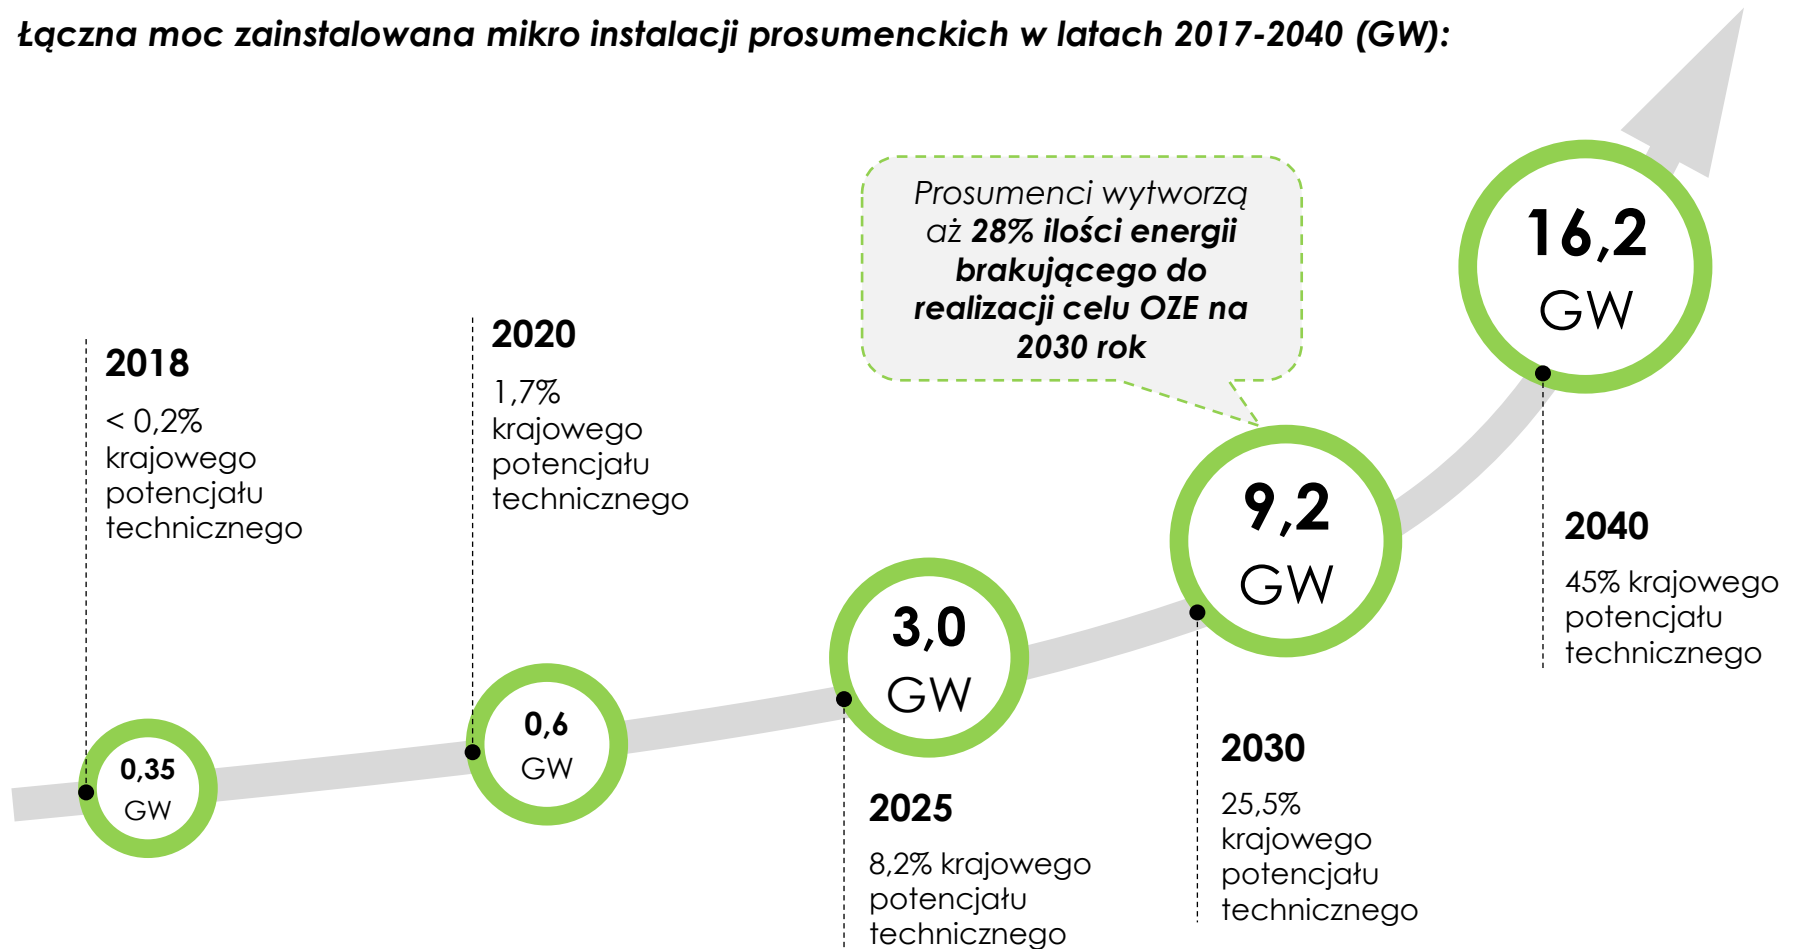 Łączna moc zainstalowana mikro instalacji prosumenckich w latach 2017-2040 (GW):
2018
< 0,2%
krajowego
potencjału
technicznego
0,35
GW
2020
1,7%
krajowego
potencjału
technicznego
0,6
GW
3,0
GW
2025
8,2% krajowego
potencjału
technicznego
Prosumenci wytworzą
aż 28% ilości energii
brakującego do
realizacji celu OZE na
2030 rok
9,2
GW
2030
25,5%
krajowego
potencjału
technicznego
16,2
GW
2040
45% krajowego
potencjału
technicznego